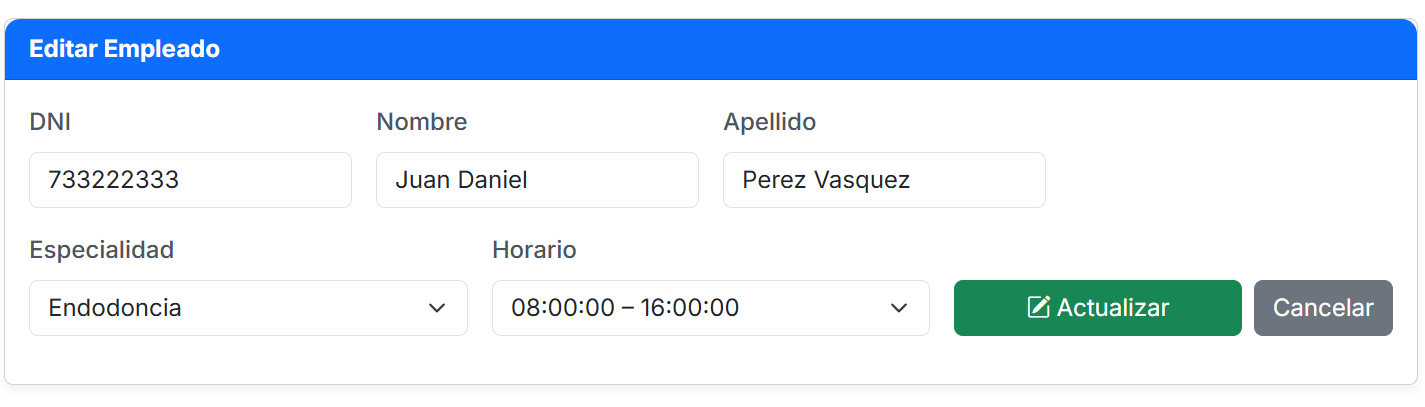 Editar Empleado
DNI Nombre Apellido
733222333 Juan Daniel Perez Vasquez
Especialidad Horario
Endodoncia 08:00:00 – 16:00:00 Actualizar Cancelar